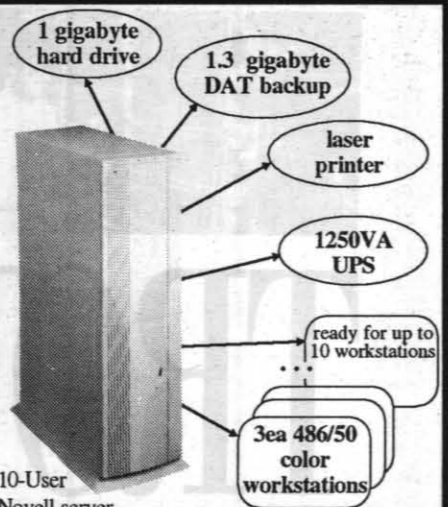 1 gigabyte
hard drive
1.3 gigabyte
DAT backup
laser
printer
1250VA
UPS
ready for up to
10 workstations
3ea 486/50
color
workstations
10-User
Novell server